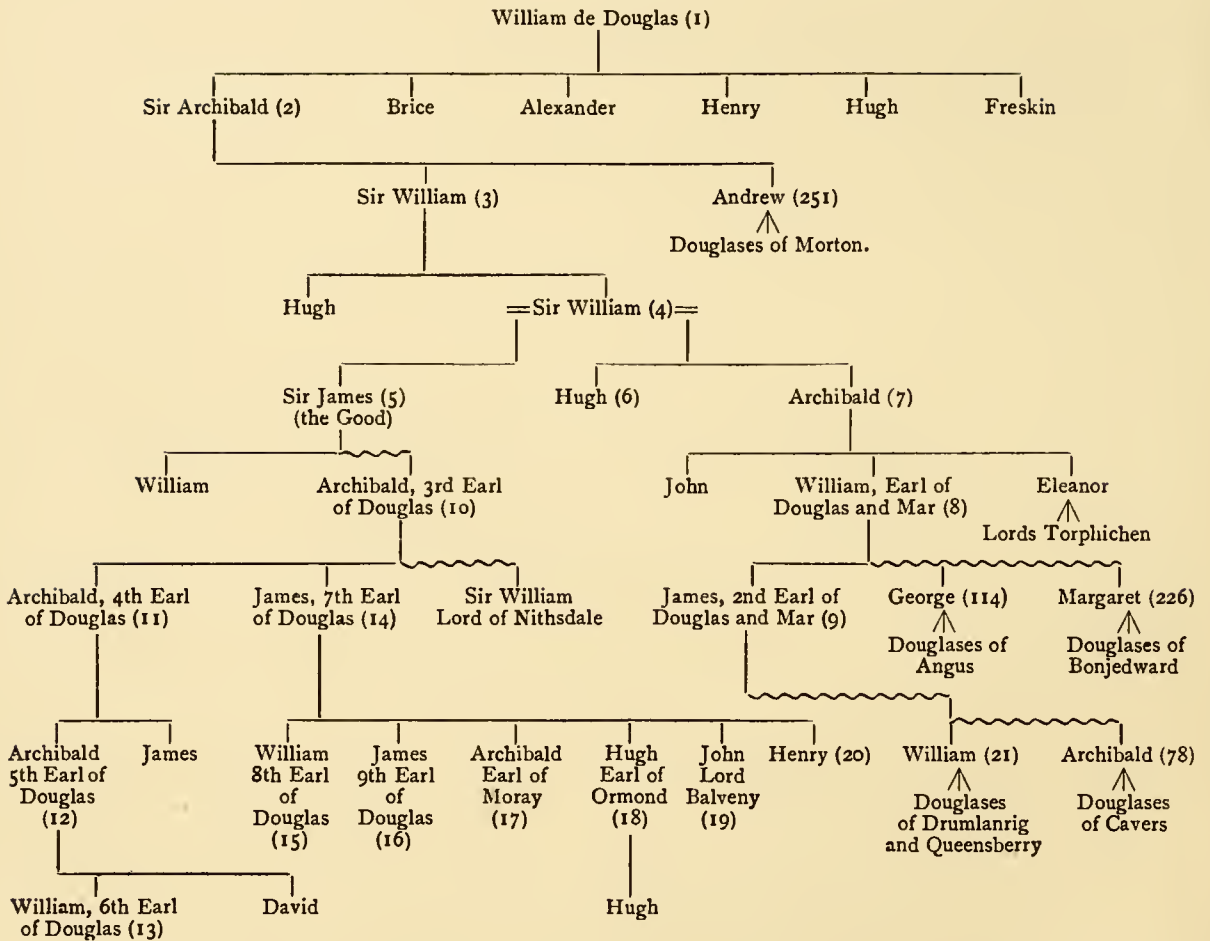 William de Douglas (1)
Sir Archibald (2)
Brice
Alexander
Henry
Hugh
Freskin
Sir William (3)
Andrew (251)
Douglases of Morton.
Hugh
=Sir William (4)=
Sir James (5)
(the Good)
Hugh (6)
Archibald (7)
William
Archibald, 3rd Earl
of Douglas (10)
John
William, Earl of
Douglas and Mar (8)
Eleanor
Lords Torphichen
Archibald, 4th Earl
of Douglas (11)
James, 7th Earl
of Douglas (14)
Sir William
Lord of Nithsdale
James, 2nd Earl of
Douglas and Mar (9)
George (114)
Douglases of
Angus
Margaret (226)
Douglases of
Bonjedward
Archibald
5th Earl of
Douglas
(12)
James
William
8th Earl
of
Douglas
(15)
James
9th Earl
of
Douglas
(16)
Archibald
Earl of
Moray
(17)
Hugh
Earl of
Ormond
(18)
John
Lord
Balveny
(19)
Henry (20)
William (21)
Douglases
of Drumlanrig
and Queensberry
Archibald (78)
Douglases
of Cavers
William, 6th Earl
of Douglas (13)
David
Hugh